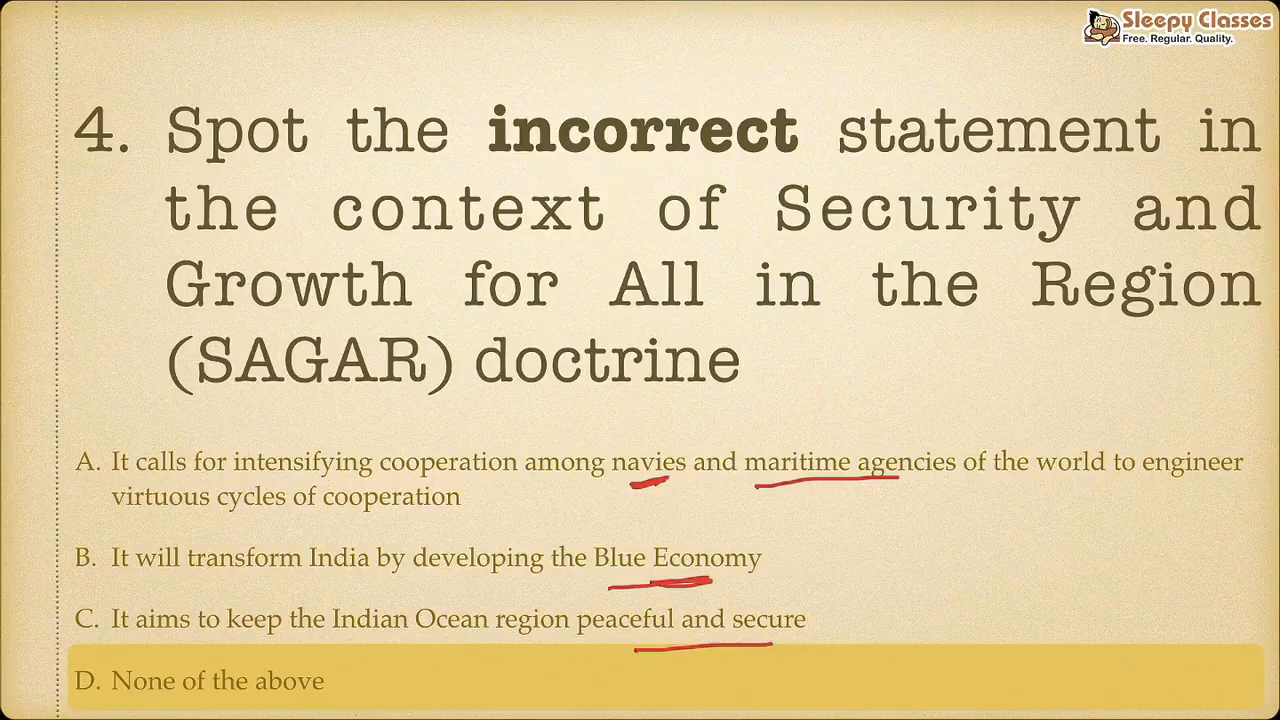 Sleepy Classes
Free. Regular. Quality.
4. Spot the incorrect statement in
the context of Security and
Growth for All in the Region
(SAGAR) doctrine
A. It calls for intensifying cooperation among navies and maritime agencies of the world to engineer
virtuous cycles of cooperation
B. It will transform India by developing the Blue Economy
C. It aims to keep the Indian Ocean region peaceful and secure
D. None of the above